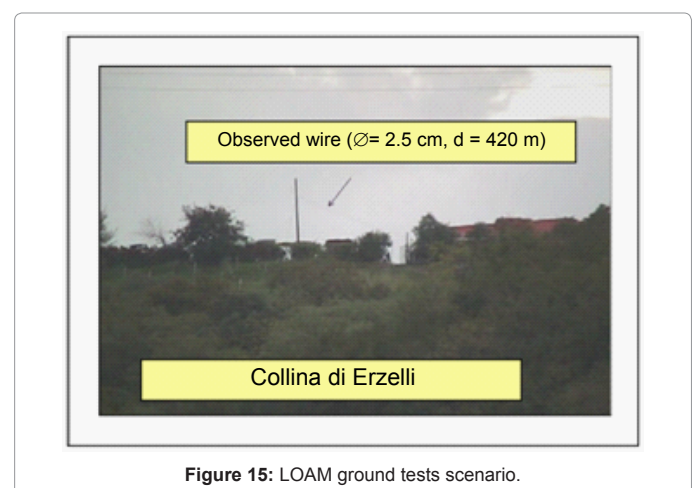 Observed wire (∅= 2.5 cm, d = 420 m)
Collina di Erzelli
Figure 15: LOAM ground tests scenario.